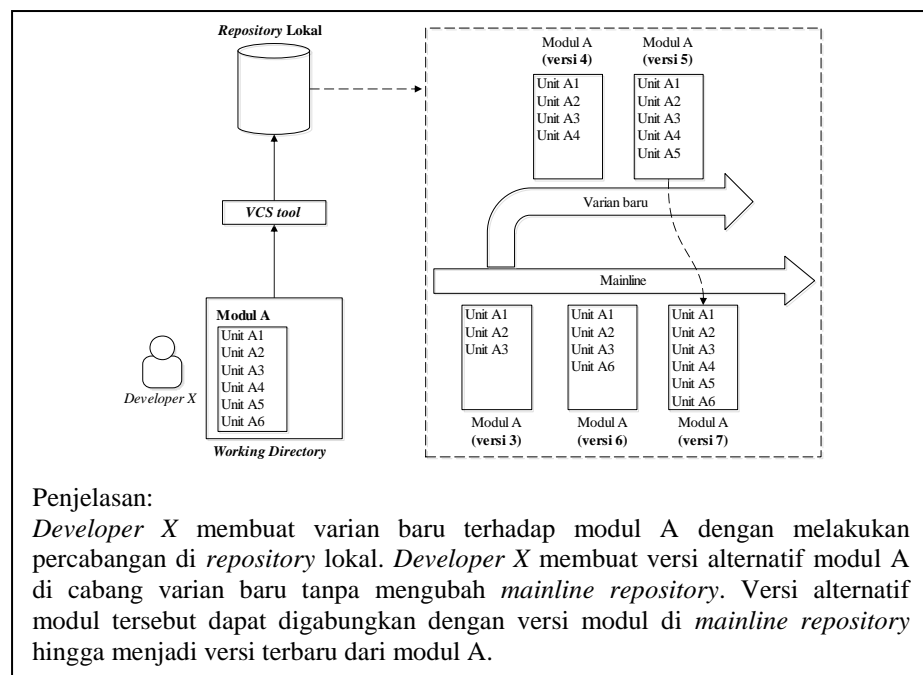 Repository Lokal
VCS tool
Modul A
Unit A1
Unit A2
Unit A3
Unit A4
Unit A5
Unit A6
Developer X
Working Directory
Modul A
(versi 4)
Unit A1
Unit A2
Unit A3
Unit A4
Modul A
(versi 5)
Unit A1
Unit A2
Unit A3
Unit A4
Unit A5
Varian baru
Mainline
Unit A1
Unit A2
Unit A3
Modul A
(versi 3)
Unit A1
Unit A2
Unit A3
Unit A6
Modul A
(versi 6)
Unit A1
Unit A2
Unit A3
Unit A4
Unit A5
Unit A6
Modul A
(versi 7)
Penjelasan:
Developer X membuat varian baru terhadap modul A dengan melakukan
percabangan di repository lokal. Developer X membuat versi alternatif modul A
di cabang varian baru tanpa mengubah mainline repository. Versi alternatif
modul tersebut dapat digabungkan dengan versi modul di mainline repository
hingga menjadi versi terbaru dari modul A.